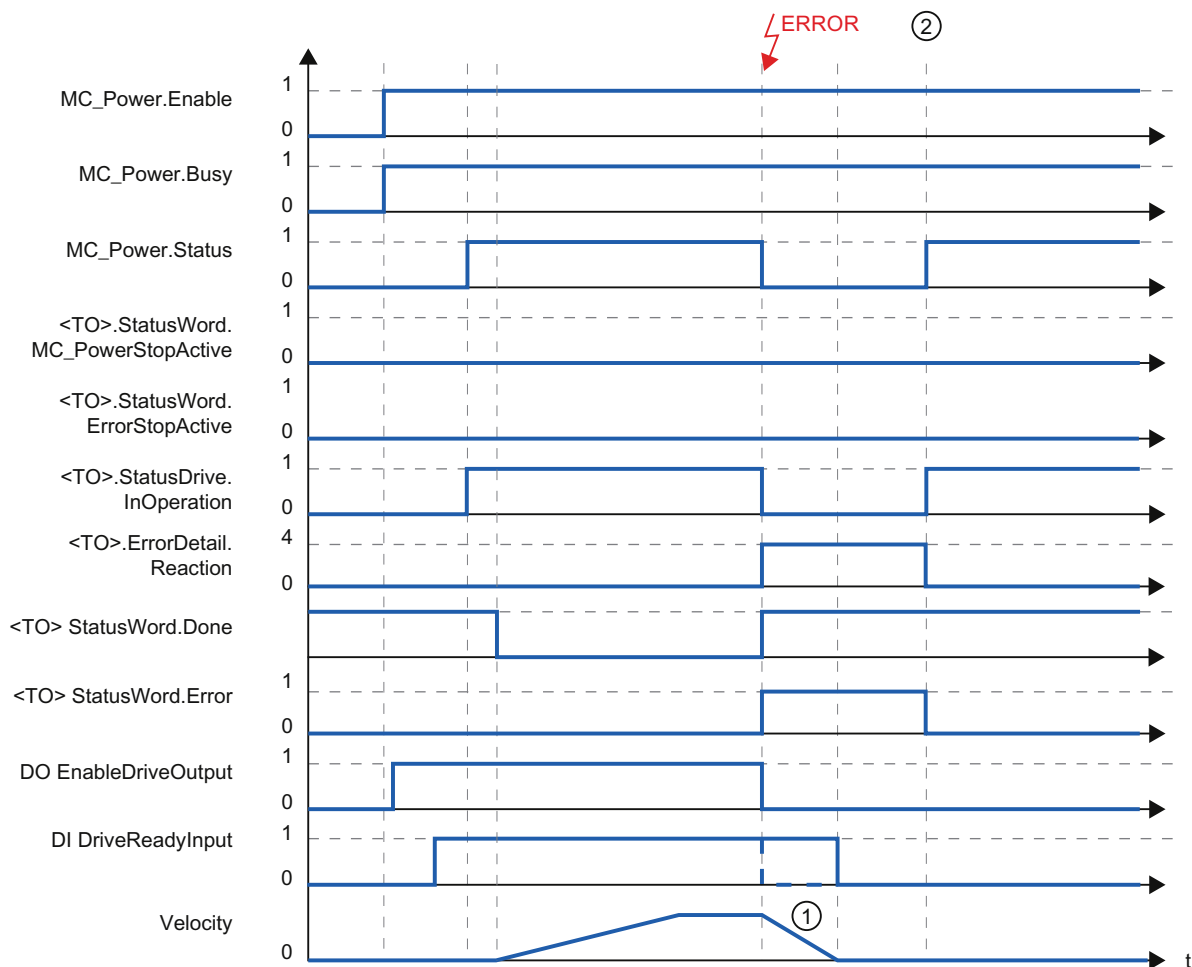 ERROR
2
MC_Power.Enable
1
0
MC_Power.Busy
1
0
MC_Power.Status
1
0
<TO>.StatusWord.
MC_PowerStopActive
1
0
<TO>.StatusWord.
ErrorStopActive
1
0
<TO>.StatusDrive.
InOperation
1
0
<TO>.ErrorDetail.
Reaction
4
0
<TO> StatusWord.Done
<TO> StatusWord.Error
1
0
DO EnableDriveOutput
1
0
DI DriveReadyInput
1
0
Velocity
1
0
t